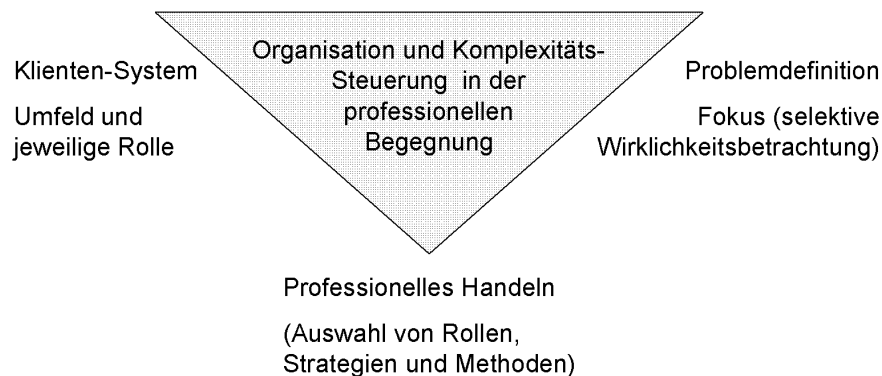 Organisation und Komplexitäts-
Steuerung in der
professionellen
Begegnung
Klienten-System
Umfeld und
jeweilige Rolle
Problemdefinition
Fokus (selektive
Wirklichkeitsbetrachtung)
Professionelles Handeln
(Auswahl von Rollen,
Strategien und Methoden)